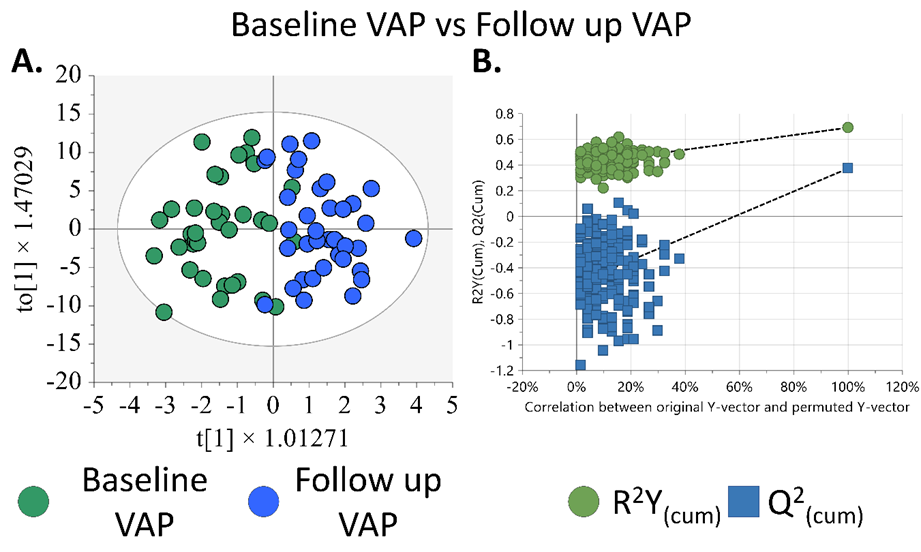 Baseline VAP vs Follow up VAP
A.
20
15
10
5
0
-5
-10
-15
-20
to[1] × 1.47029
-5 -4 -3 -2 -1 0 1 2 3 4 5
t[1] × 1.01271
B.
0.8
0.6
0.4
0.2
0
-0.2
-0.4
-0.6
-0.8
-1
-1.2
R2Y(Cum), Q2(Cum)
-20% 0% 20% 40% 60% 80% 100% 120%
Correlation between original Y-vector and permuted Y-vector
Baseline
VAP
Follow up
VAP
R²Y(cum) Q²(cum)